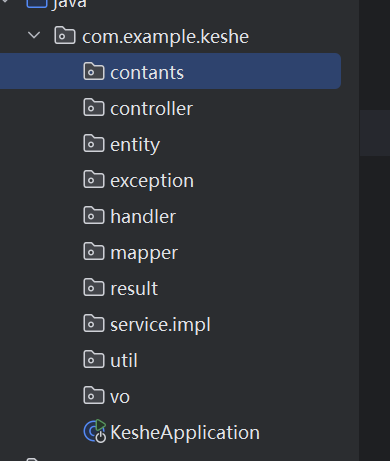 java
com.example.keshe
contants
controller
entity
exception
handler
mapper
result
service.impl
util
vo
KesheApplication